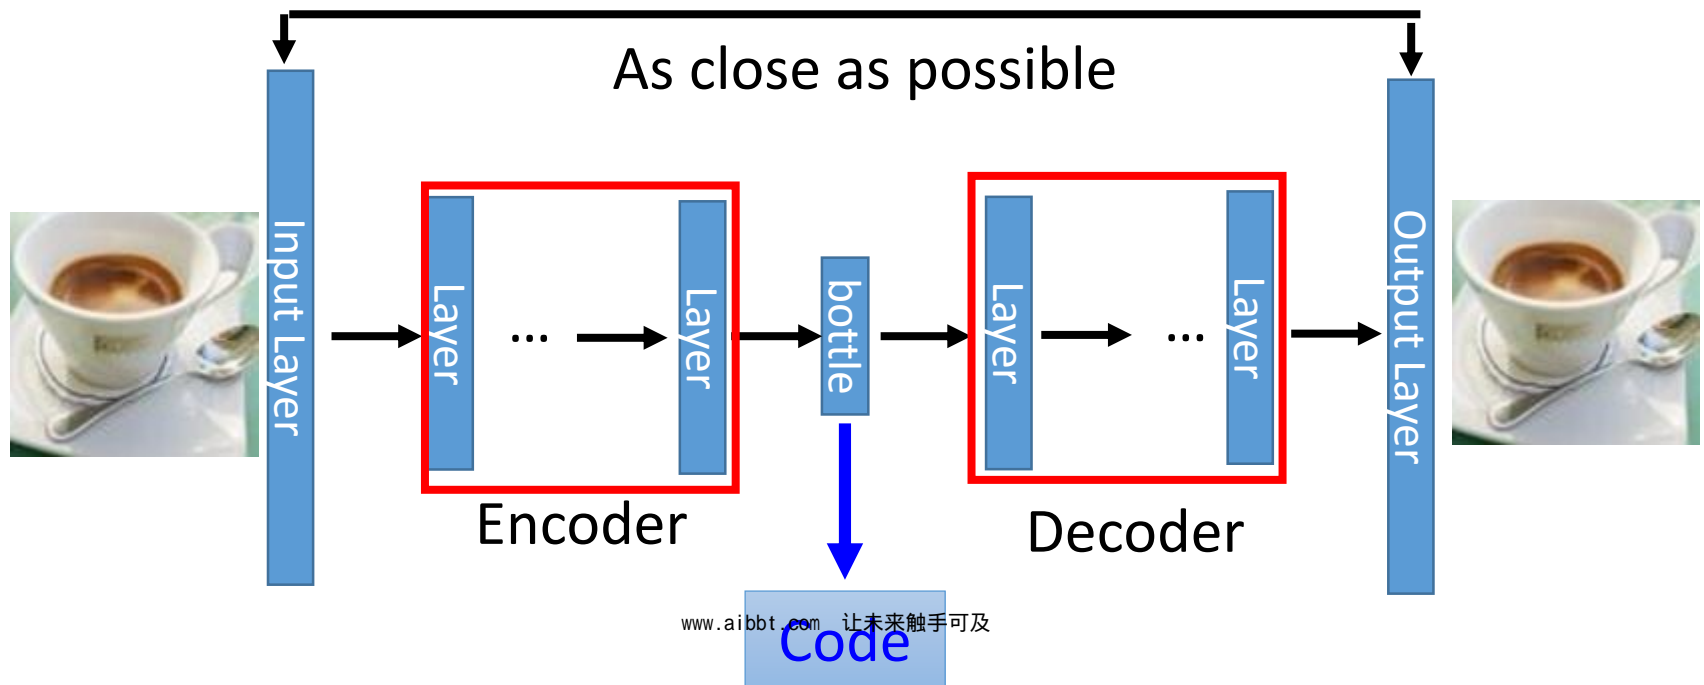 As close as possible
Input Layer
Layer
...
Layer
bottle
Layer
...
Layer
Output Layer
Encoder
Decoder
www.aibbt.com 让未来触手可及
Code